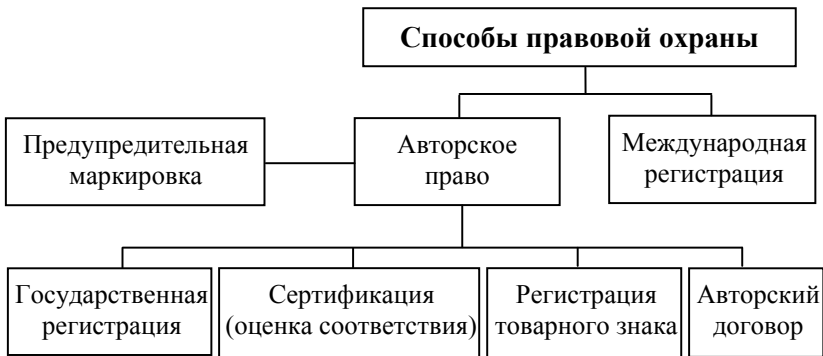 Способы правовой охраны
Предупредительная
маркировка
Авторское
право
Международная
регистрация
Государственная
регистрация
Сертификация
(оценка соответствия)
Регистрация
товарного знака
Авторский
договор